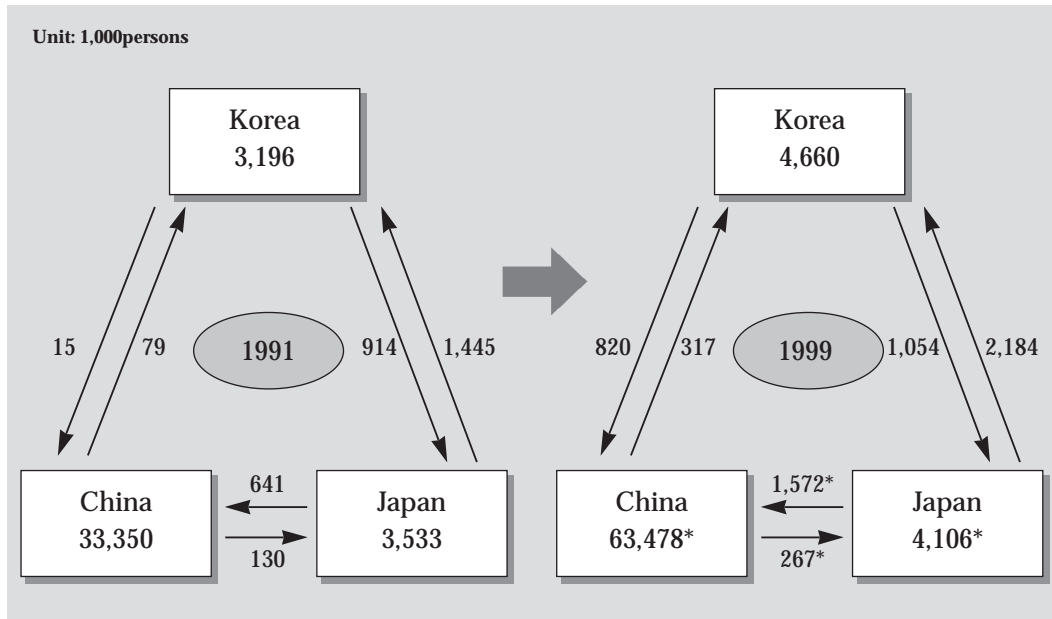 Unit: 1,000persons
Korea
3,196
15
79
1991
914
1,445
China
33,350
641
130
Japan
3,533
Korea
4,660
820
317
1999
1,054
2,184
China
63,478*
1,572*
267*
Japan
4,106*